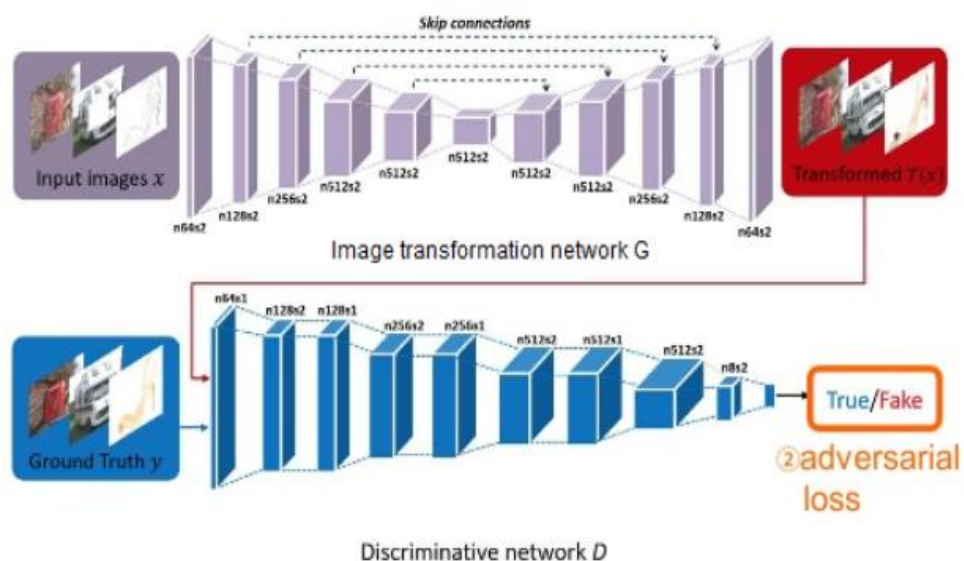 Skip connections
Input images x
n64s2
n128s2
n256s2
n512s2
n512s2
n512s2
n512s2
n512s2
n256s2
n128s2
n64s2
Transformed T(x)
Image transformation network G
Ground Truth y
n64s1
n128s2
n128s1
n256s2
n256s1
n512s2
n512s1
n512s2
n8s2
True/Fake
②adversarial
loss
Discriminative network D